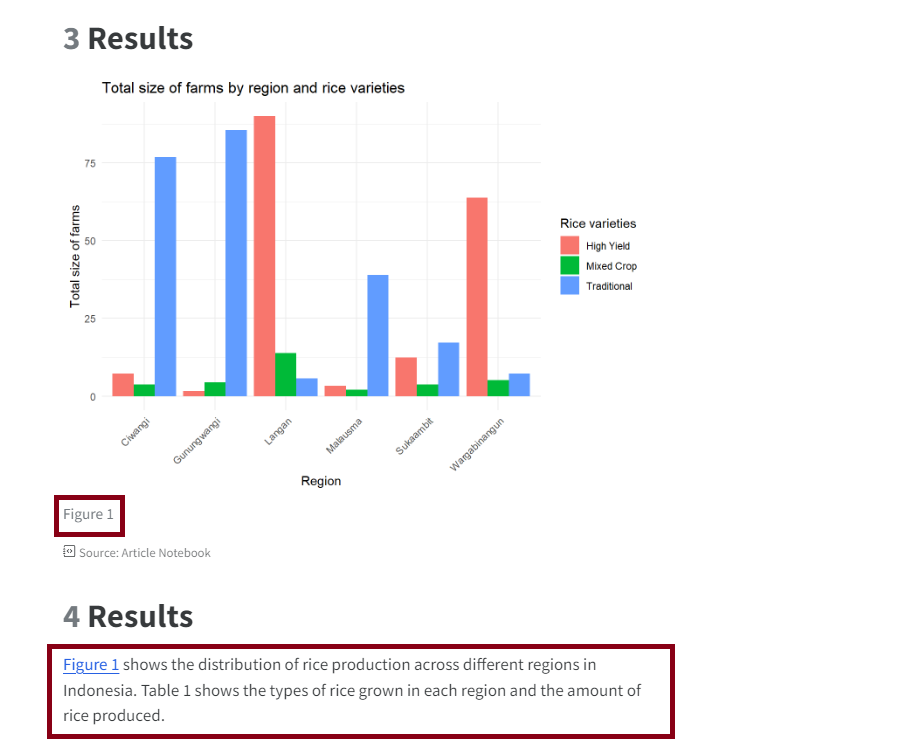 3 Results
Total size of farms by region and rice varieties
Total size of farms
75
50
25
0
Ciwangi
Gunungwangi
Langan
Malausma
Sukaambit
Wargabinangun
Region
Rice varieties
High Yield
Mixed Crop
Traditional
Figure 1
Source: Article Notebook
4 Results
Figure 1 shows the distribution of rice production across different regions in
Indonesia. Table 1 shows the types of rice grown in each region and the amount of
rice produced.